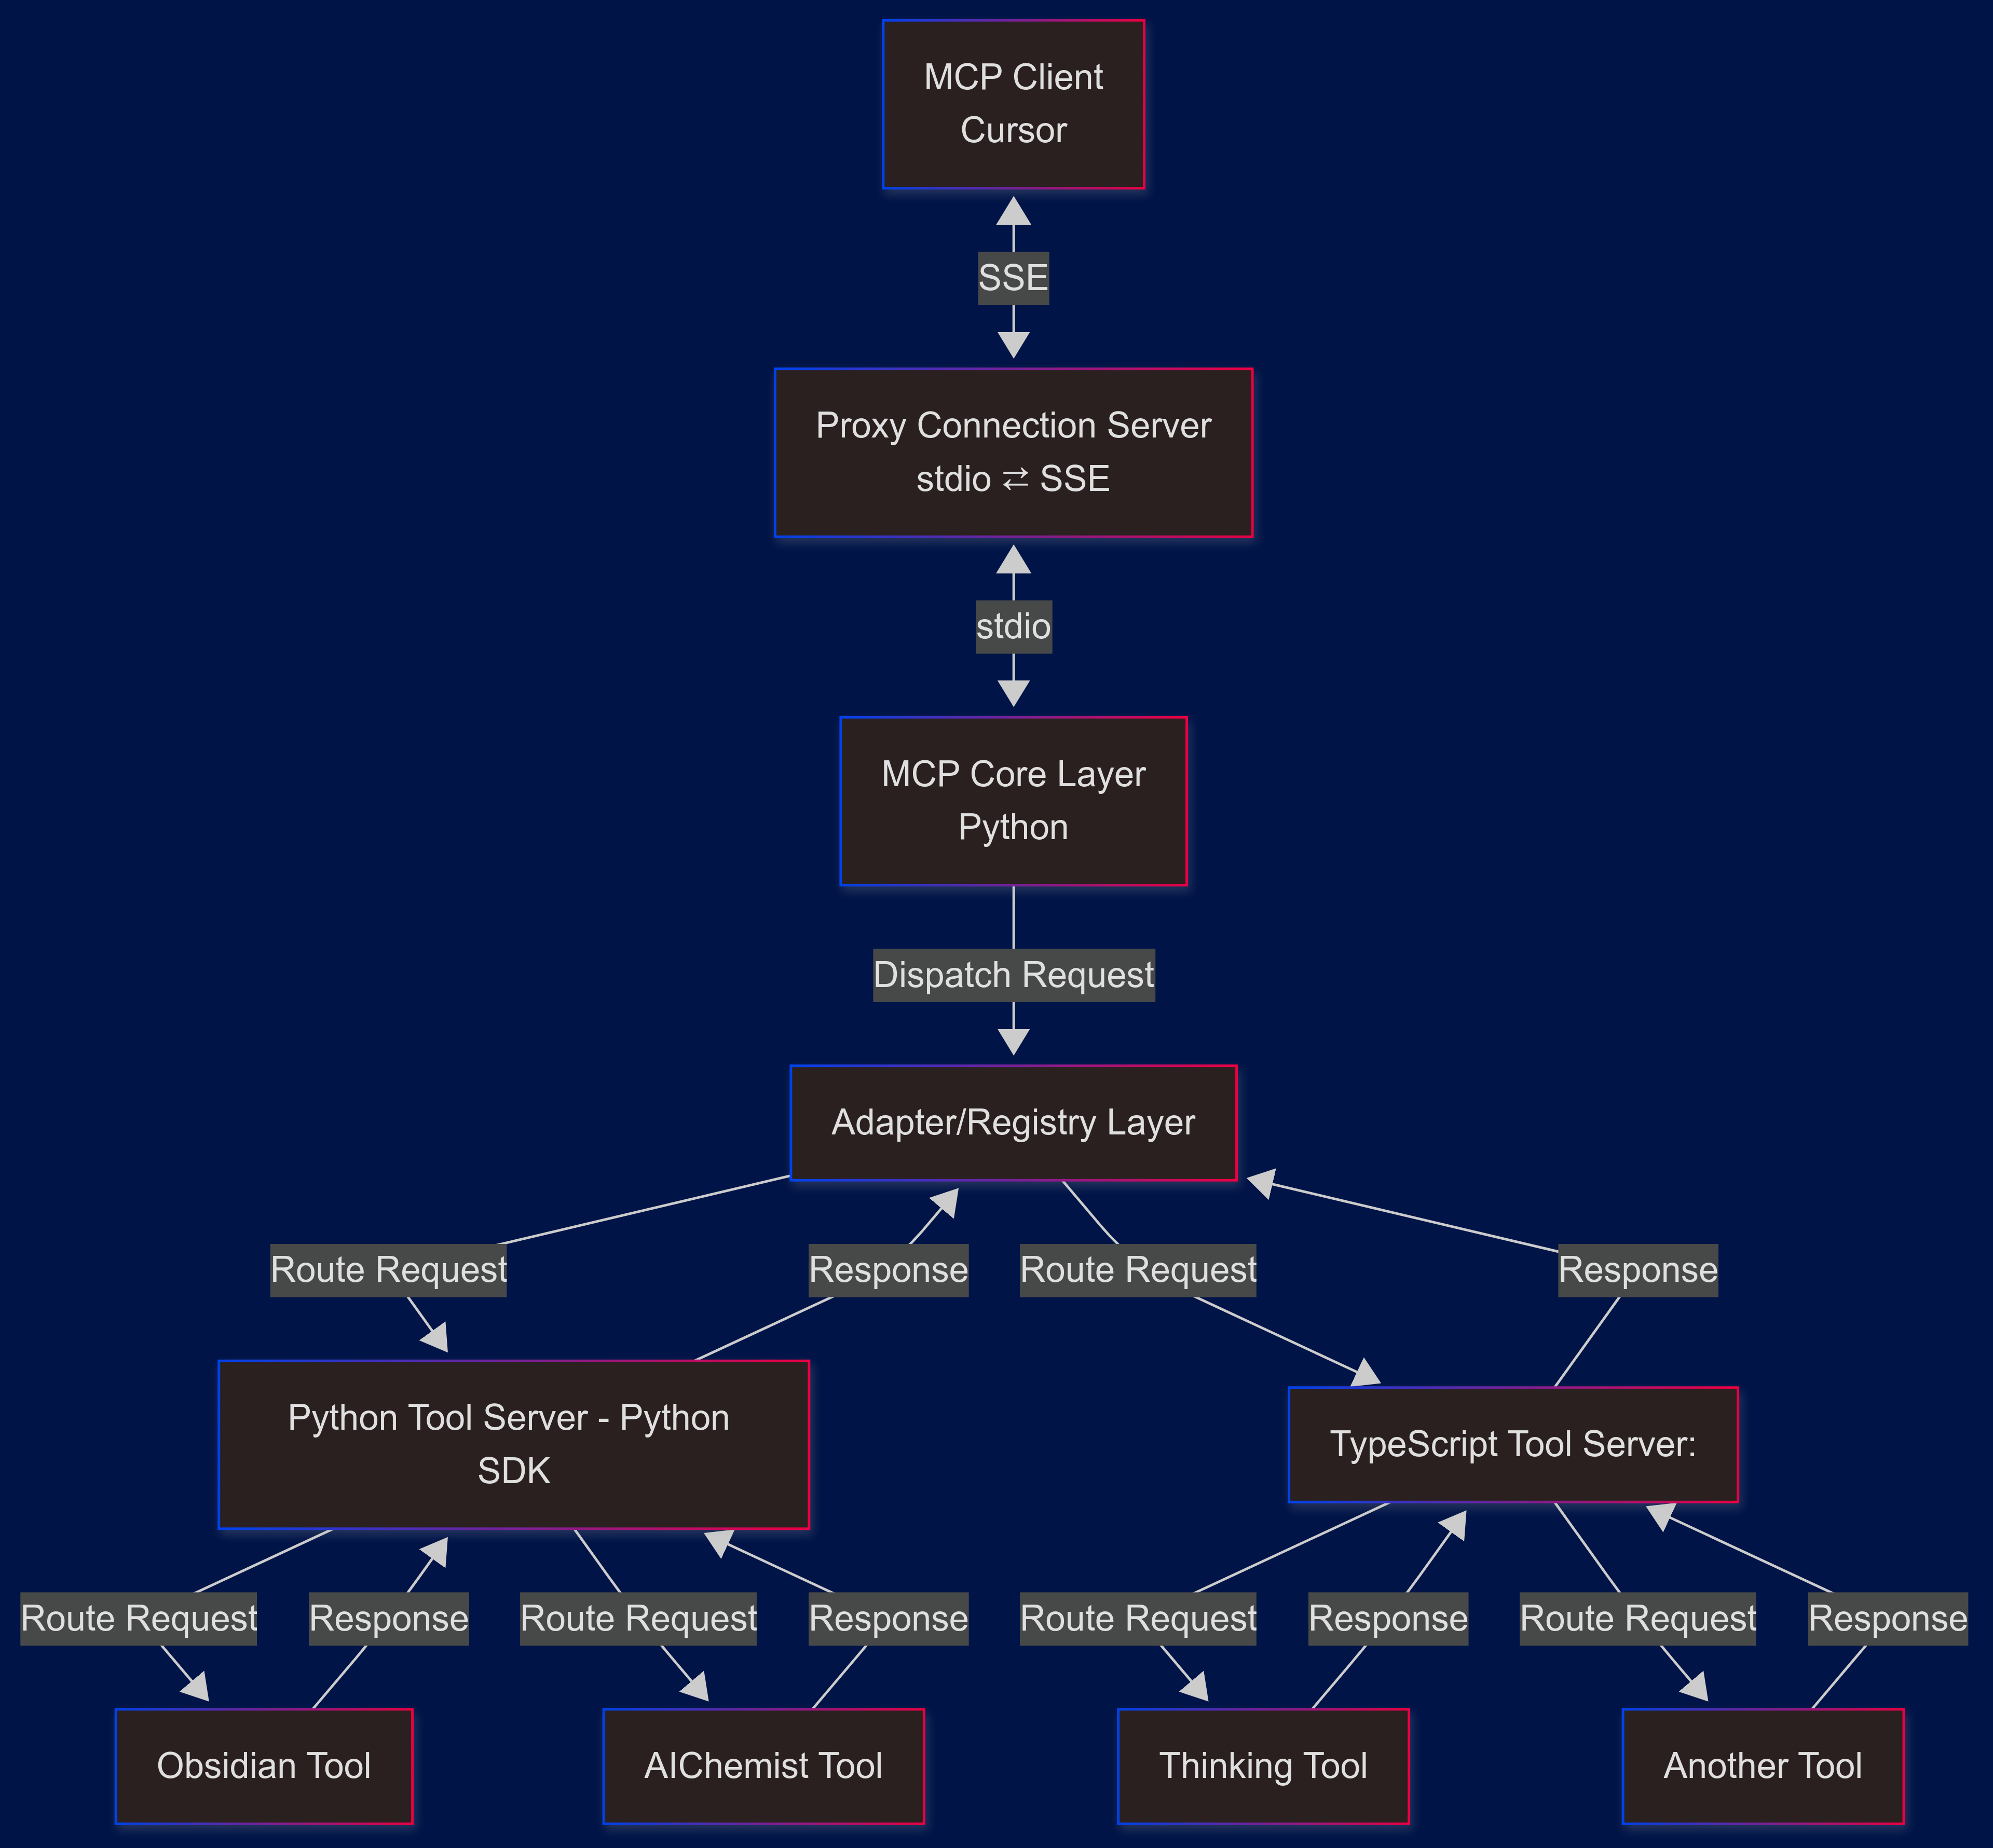 MCP Client
Cursor
SSE
Proxy Connection Server
stdio ⇄ SSE
stdio
MCP Core Layer
Python
Dispatch Request
Adapter/Registry Layer
Route Request
Response
Route Request
Response
Python Tool Server - Python
SDK
TypeScript Tool Server:
Route Request
Response
Route Request
Response
Route Request
Response
Route Request
Response
Obsidian Tool
AIChemist Tool
Thinking Tool
Another Tool